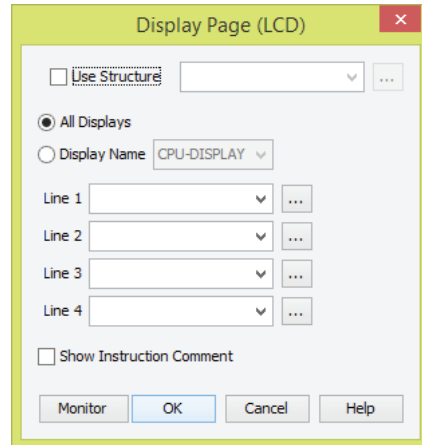 Display Page (LCD)
Use Structure
...
All Displays
Display Name CPU-DISPLAY
Line 1 ...
Line 2 ...
Line 3 ...
Line 4 ...
Show Instruction Comment
Monitor OK Cancel Help